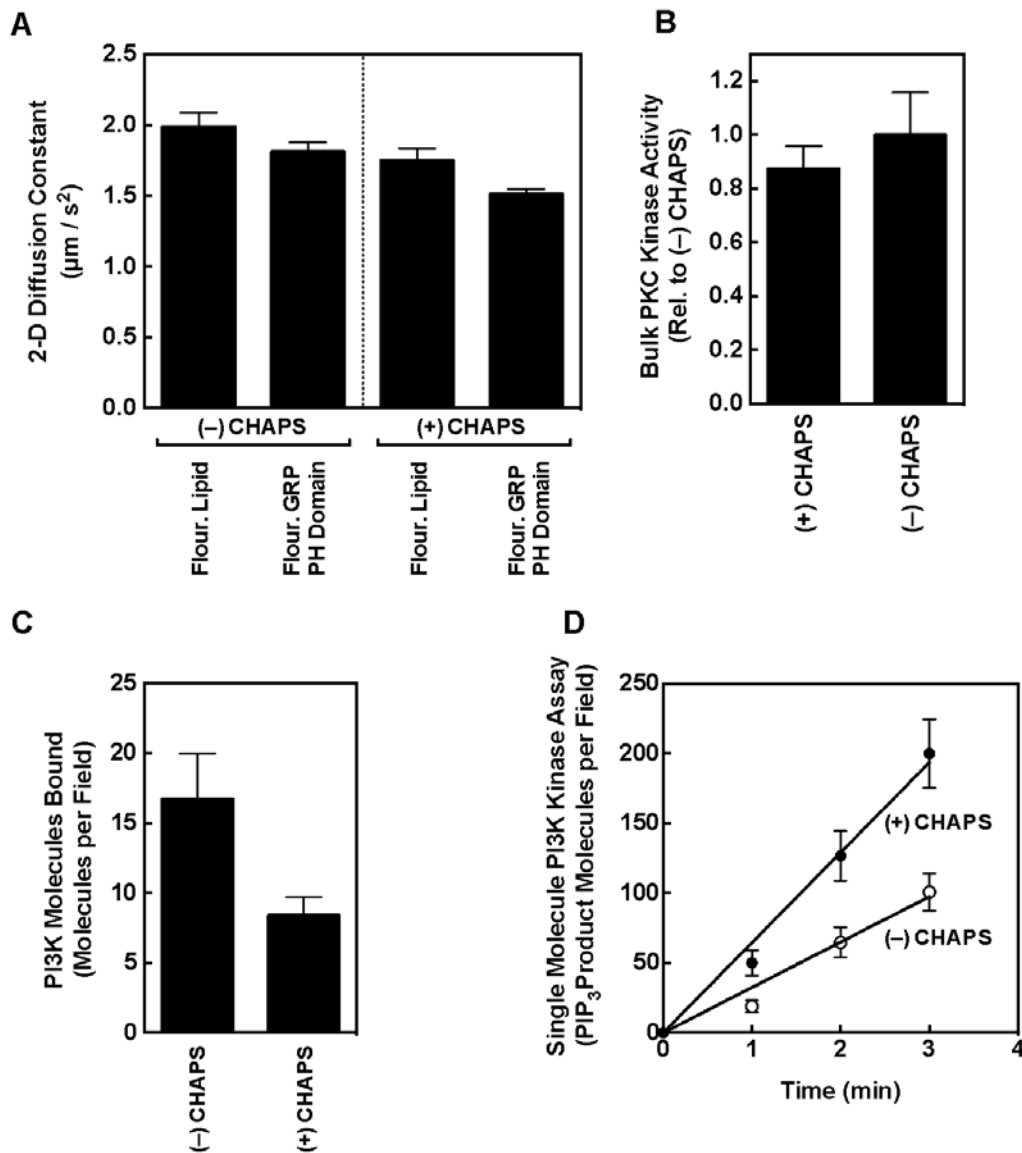 A
2-D Diffusion Constant
(µm / s²)
2.5
2.0
1.5
1.0
0.5
0.0
(–) CHAPS
(+) CHAPS
Flour. Lipid
Flour. GRP
PH Domain
Flour. Lipid
Flour. GRP
PH Domain
B
Bulk PKC Kinase Activity
(Rel. to (–) CHAPS)
1.2
1.0
0.8
0.6
0.4
0.2
0.0
(+) CHAPS
(–) CHAPS
C
PI3K Molecules Bound
(Molecules per Field)
25
20
15
10
5
0
(–) CHAPS
(+) CHAPS
D
Single Molecule PI3K Kinase Assay
(PIP₃Product Molecules per Field)
250
200
150
100
50
0
(+) CHAPS
(–) CHAPS
0 1 2 3 4
Time (min)